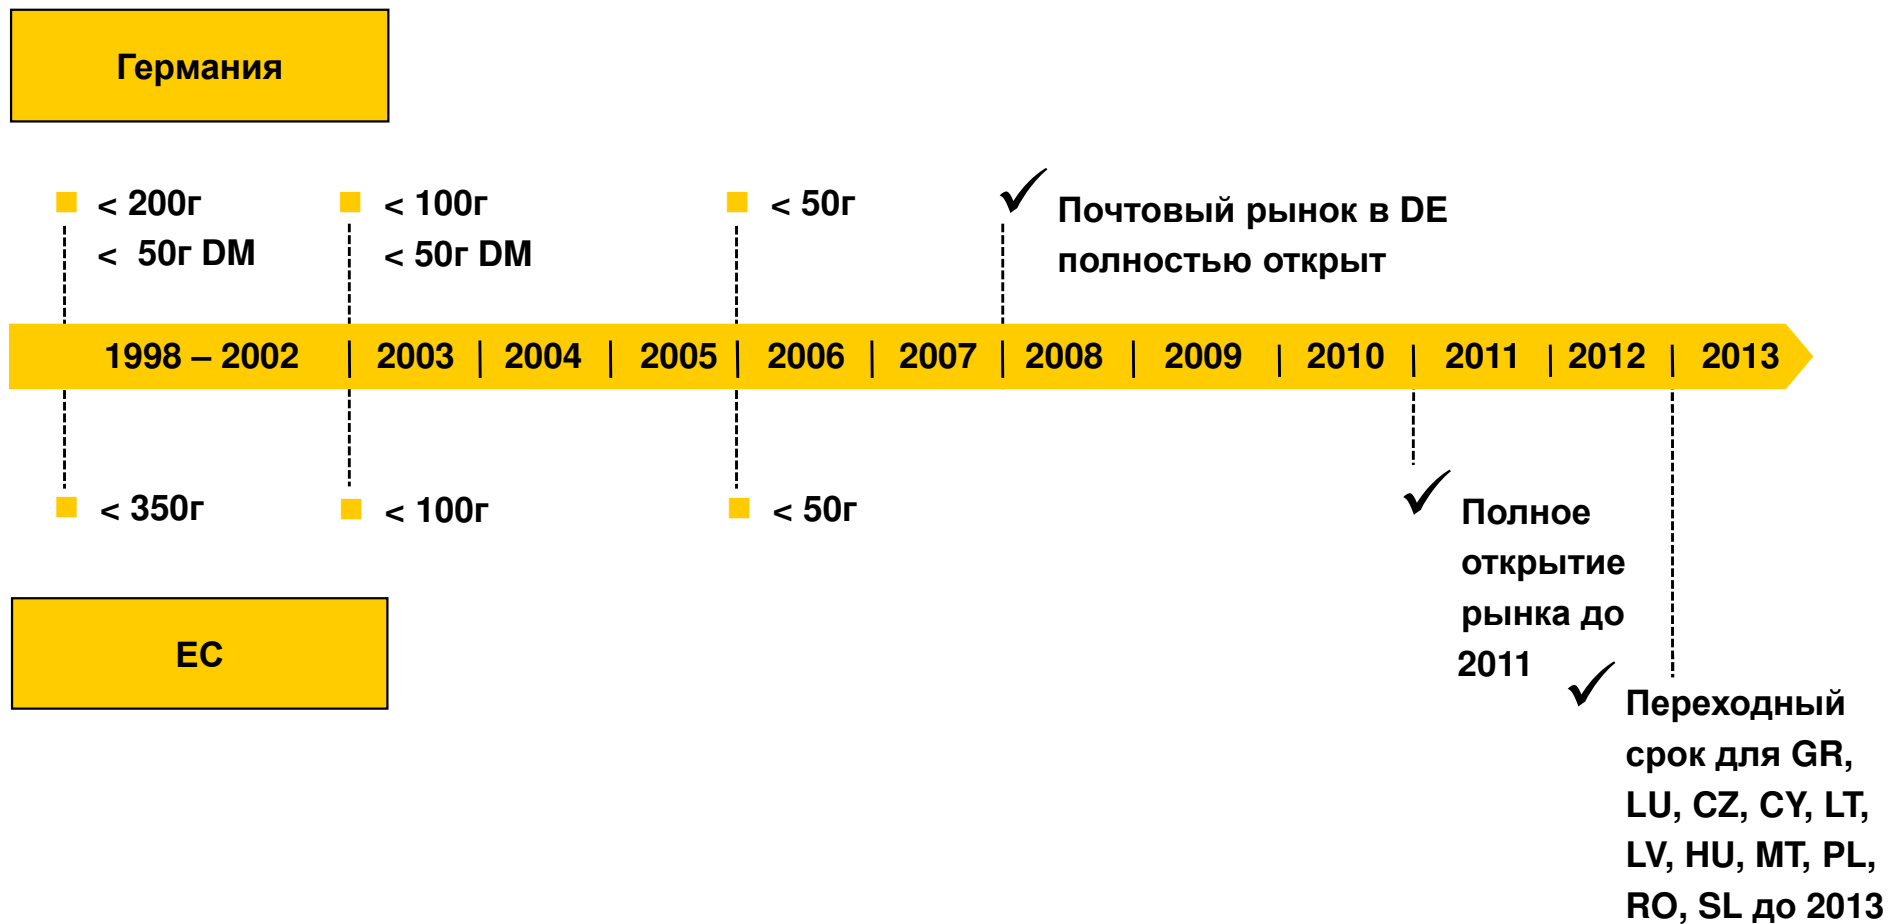 Германия
< 200г
< 50г DM
< 100г
< 50г DM
< 50г
Почтовый рынок в DE
полностью открыт
1998 – 2002 | 2003 | 2004 | 2005 | 2006 | 2007 | 2008 | 2009 | 2010 | 2011 | 2012 | 2013
< 350г
< 100г
< 50г
Полное
открытие
рынка до
2011
ЕС
Переходный
срок для GR,
LU, CZ, CY, LT,
LV, HU, MT, PL,
RO, SL до 2013